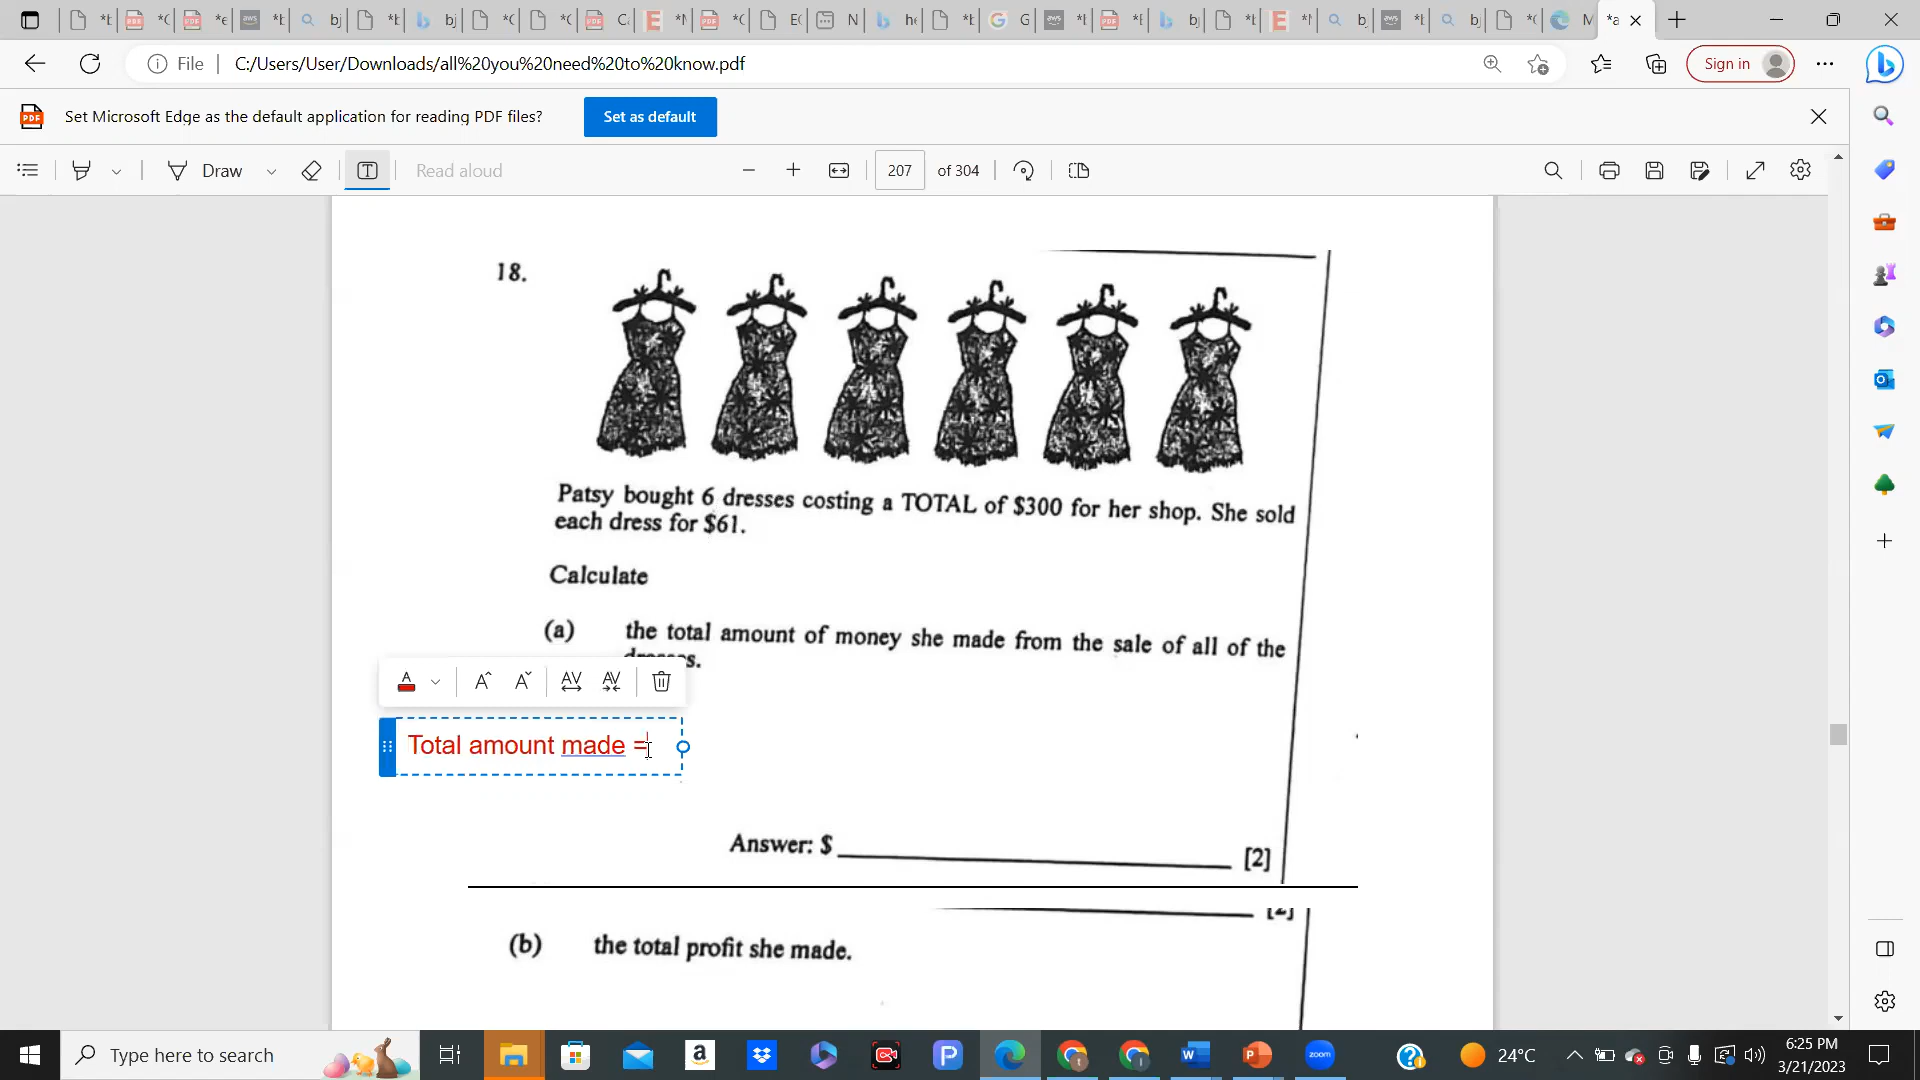 Sign in
File
C:/Users/User/Downloads/all%20you%20need%20to%20know.pdf
Set Microsoft Edge as the default application for reading PDF files?
Set as default
Draw
Read aloud
207
of 304
18.
Patsy bought 6 dresses costing a TOTAL of $300 for her shop. She sold
each dress for $61.
Calculate
(a) the total amount of money she made from the sale of all of the
dresses.
Total amount made =
Answer: $ [2]
[2]
(b) the total profit she made.
Type here to search
zoom
24°C
6:25 PM
3/21/2023